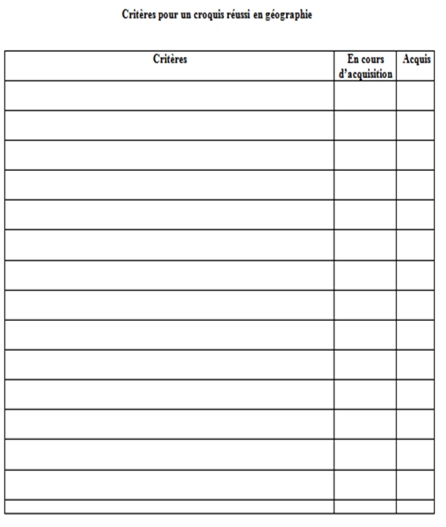 Critères pour un croquis réussi en géographie
Critères
En cours d'acquisition
Acquis